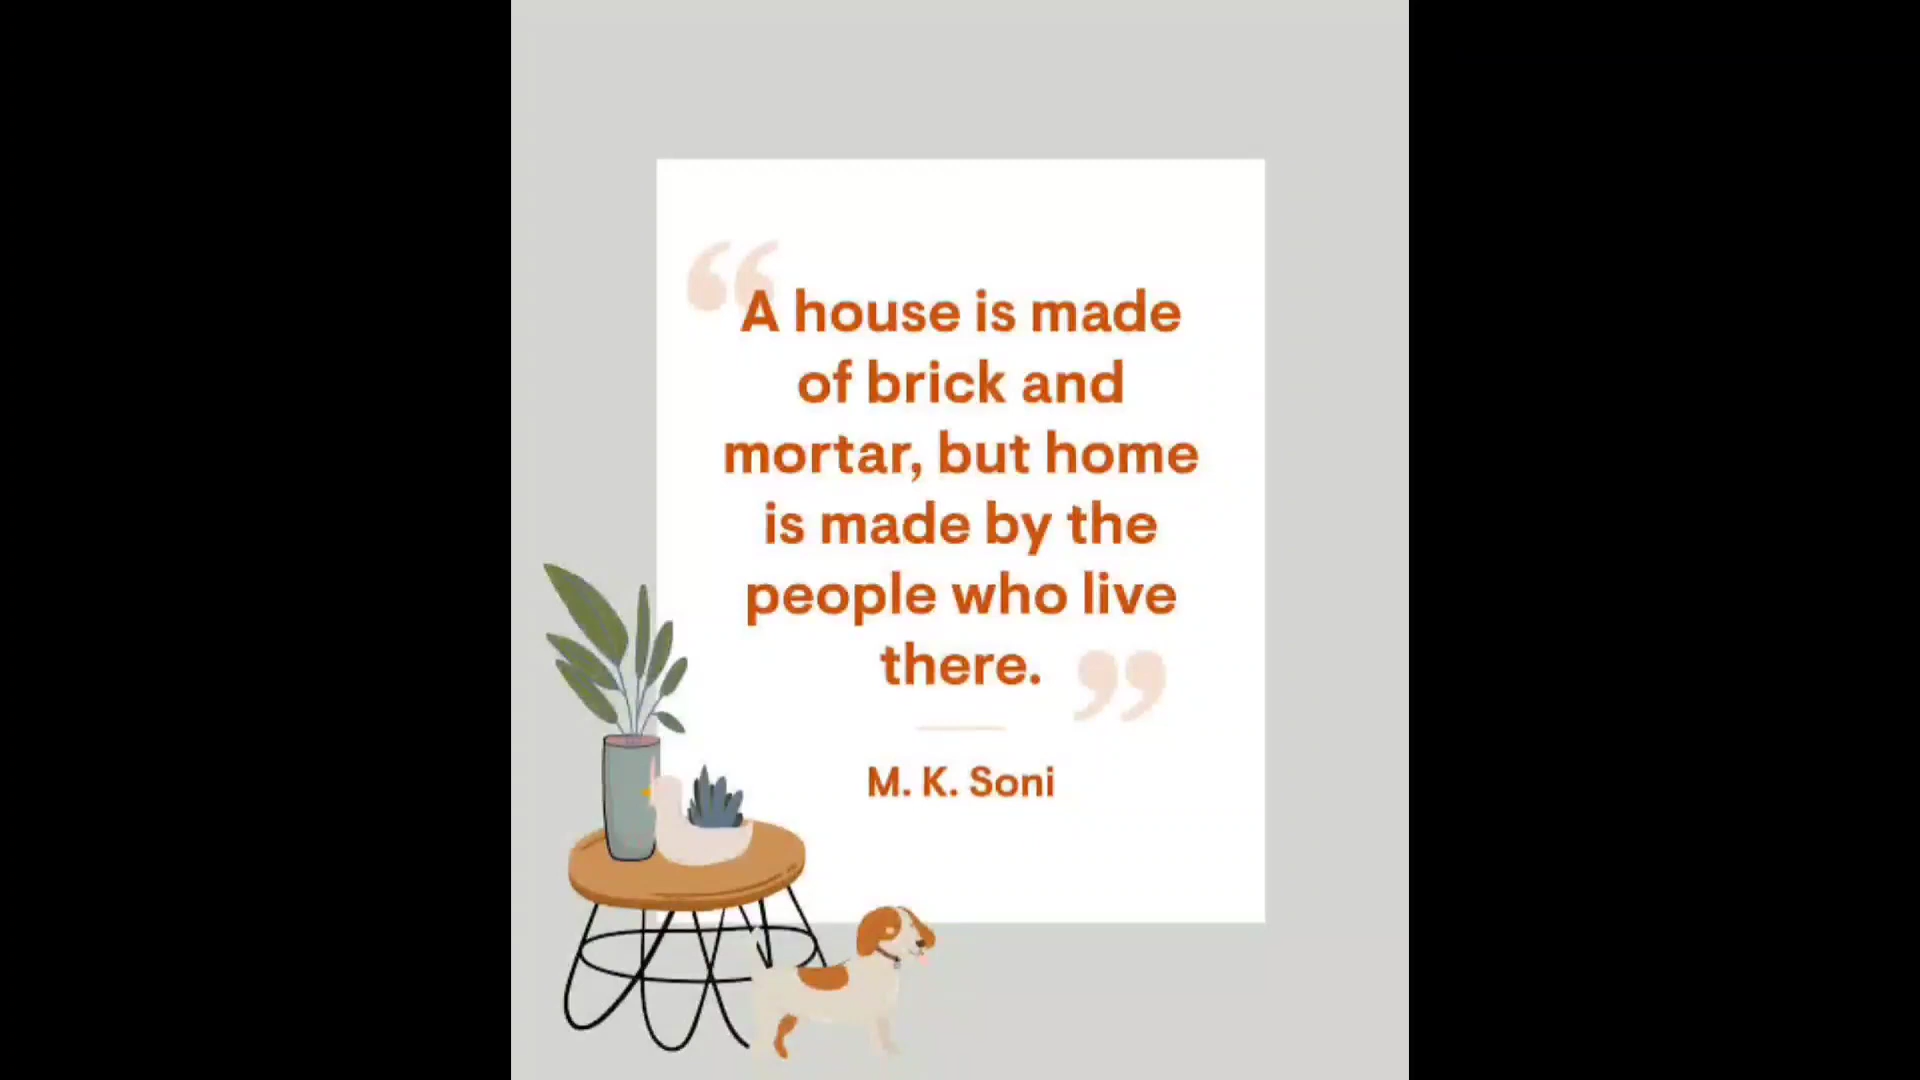 “A house is made
of brick and
mortar, but home
is made by the
people who live
there.”
M. K. Soni